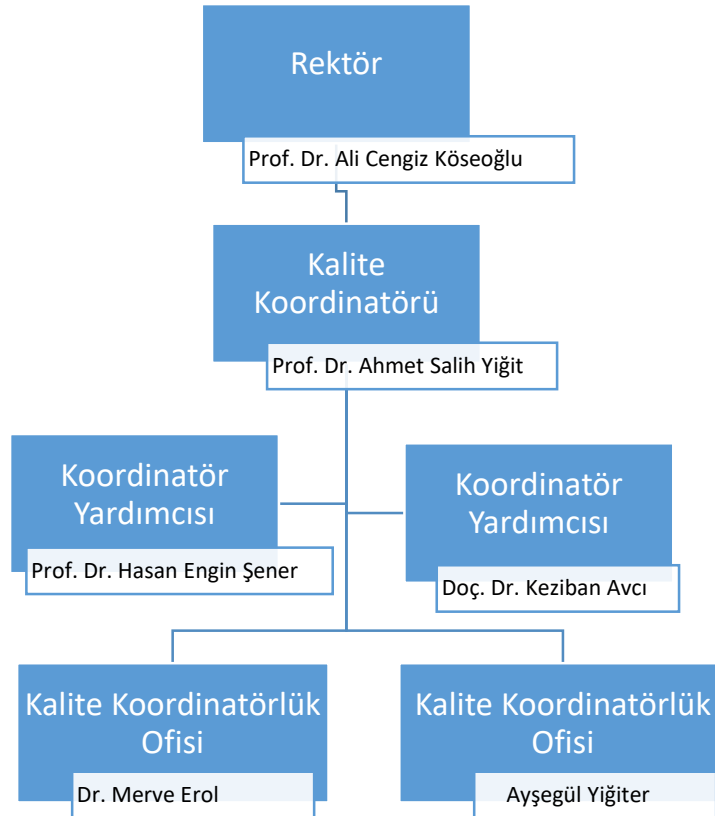 Rektör
Prof. Dr. Ali Cengiz Köseoğlu
Kalite
Koordinatörü
Prof. Dr. Ahmet Salih Yiğit
Koordinatör
Yardımcısı
Prof. Dr. Hasan Engin Şener
Koordinatör
Yardımcısı
Doç. Dr. Keziban Avcı
Kalite Koordinatörlük
Ofisi
Dr. Merve Erol
Kalite Koordinatörlük
Ofisi
Ayşegül Yiğiter